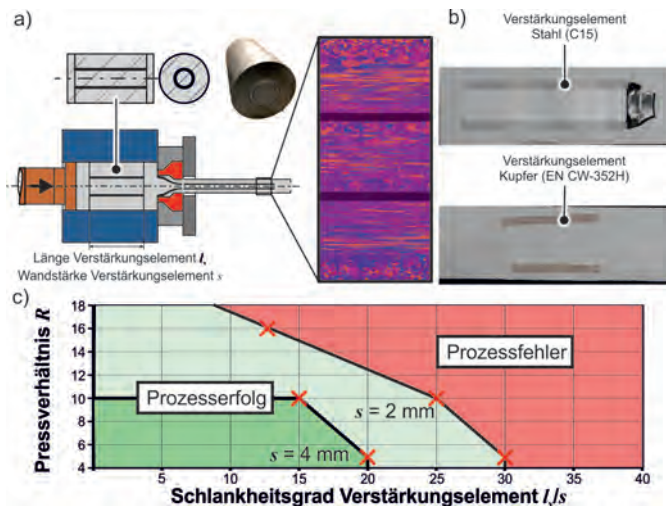 a)
Länge Verstärkungselement l
Wandstärke Verstärkungselement s
b)
Verstärkungselement
Stahl (C15)
Verstärkungselement
Kupfer (EN CW-352H)
c)
Pressverhältnis R
18
16
14
12
10
8
6
4
Prozessfehler
Prozesserfolg
s = 2 mm
s = 4 mm
0 5 10 15 20 25 30 35 40
Schlankheitsgrad Verstärkungselement l/s